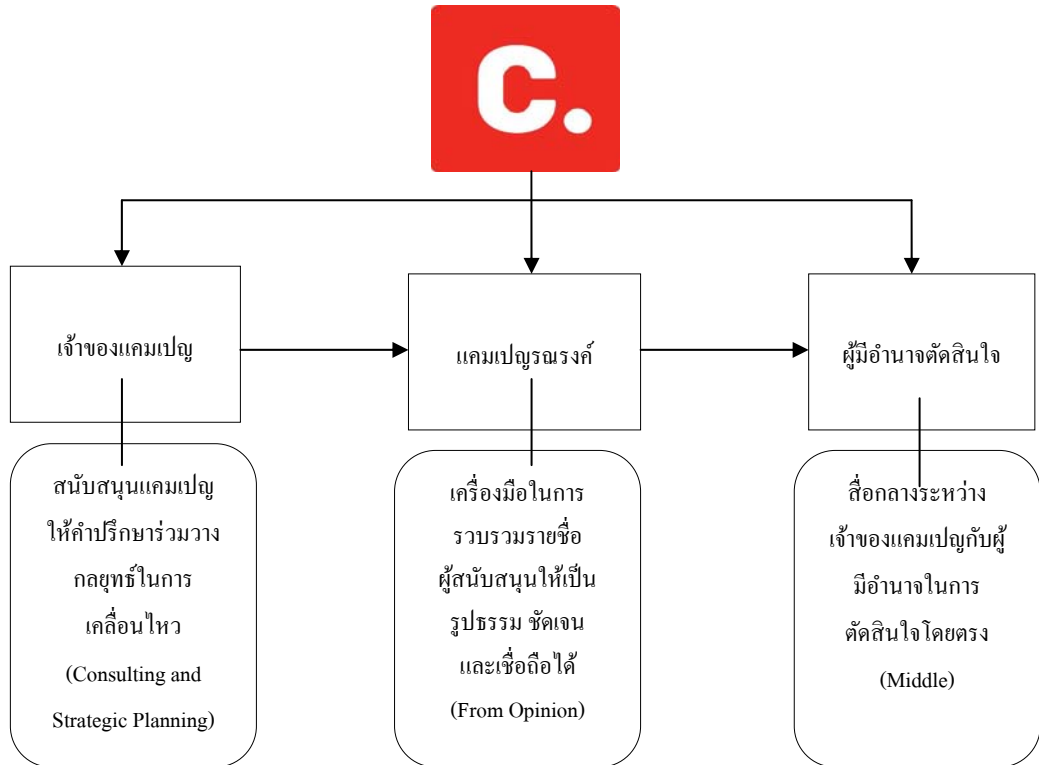 c.
เจ้าของแคมเปญ
แคมเปญรณรงค์
ผู้มีอำนาจตัดสินใจ
สนับสนุนแคมเปญ
ให้คำปรึกษาร่วมวาง
กลยุทธ์ในการ
เคลื่อนไหว
(Consulting and
Strategic Planning)
เครื่องมือในการ
รวบรวมรายชื่อ
ผู้สนับสนุนให้เป็น
รูปธรรม ชัดเจน
และเชื่อถือได้
(From Opinion)
สื่อกลางระหว่าง
เจ้าของแคมเปญกับผู้
มีอำนาจในการ
ตัดสินใจโดยตรง
(Middle)